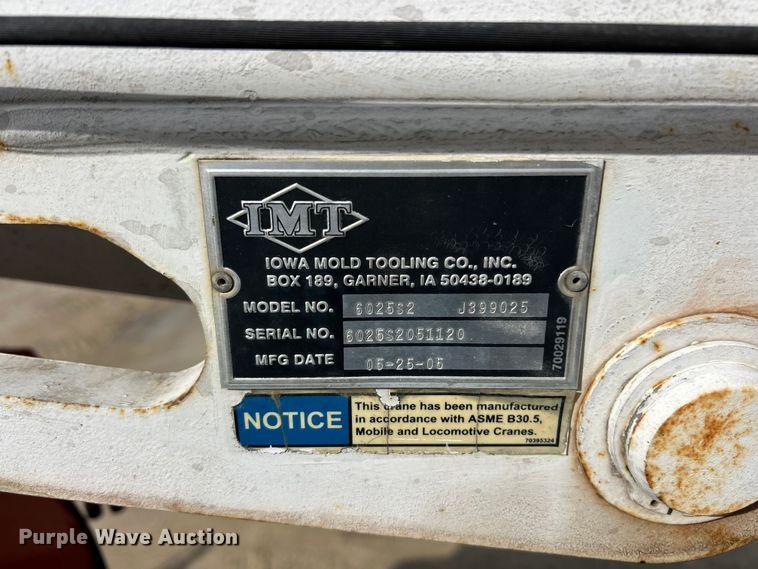 IMT
IOWA MOLD TOOLING CO., INC.
BOX 189, GARNER, IA 50438-0189
MODEL NO. 6025S2 J399025
SERIAL NO. 6025S2051120
MFG DATE 05-25-05
70029119
NOTICE
This crane has been manufactured
in accordance with ASME B30.5,
Mobile and Locomotive Cranes.
70395324
Purple Wave Auction